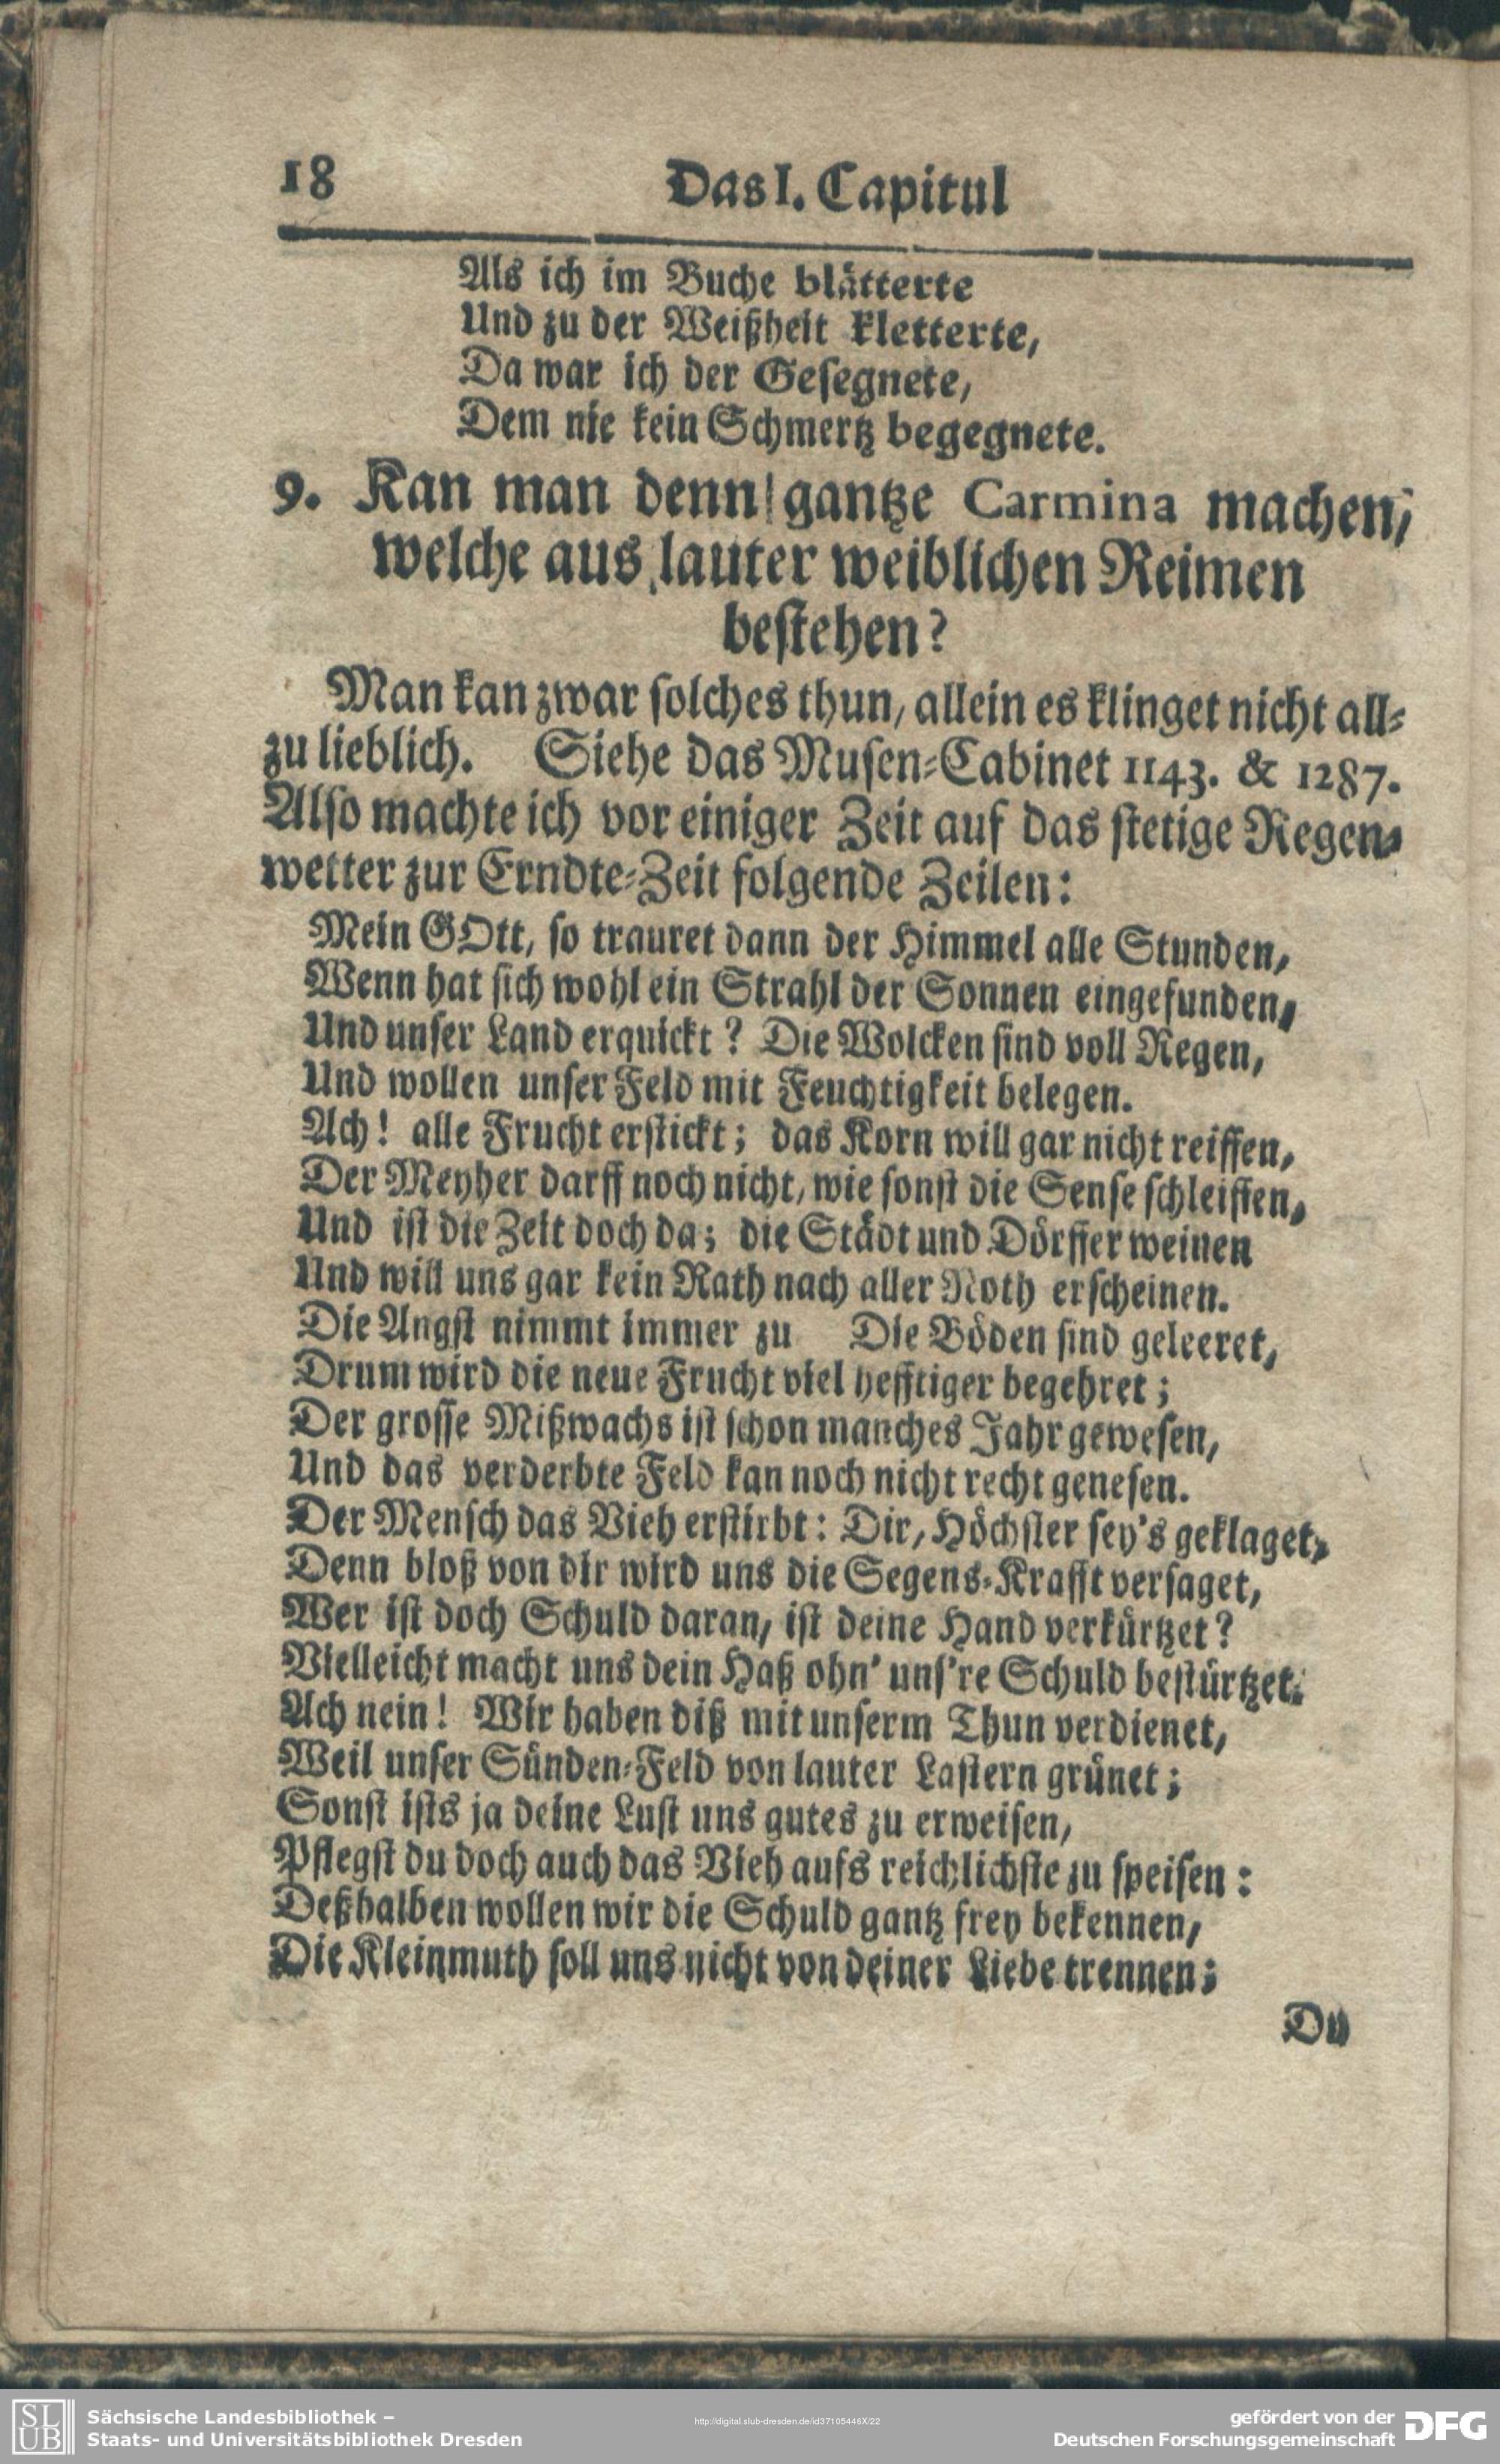 18 Das I. Capitul
Als ich im Buche blätterte
Und zu der Weißheit kletterte,
Da war ich der Gesegnete,
Dem nie kein Schmertz begegnete.
9. Kan man denn gantze Carmina machen,
welche aus lauter weiblichen Reimen
bestehen?
Man kan zwar solches thun, allein es klinget nicht all-
zu lieblich. Siehe das Musen-Cabinet 1143. & 1287.
Also machte ich vor einiger Zeit auf das stetige Regen-
wetter zur Erndte-Zeit folgende Zeilen:
Mein GOtt, so trauret dann der Himmel alle Stunden,
Wenn hat sich wohl ein Strahl der Sonnen eingefunden,
Und unser Land erquickt? Die Wolcken sind voll Regen,
Und wollen unser Feld mit Feuchtigkeit belegen.
Ach! alle Frucht erstickt; das Korn will gar nicht reiffen,
Der Meyher darff noch nicht, wie sonst die Sense schleiffen,
Und ist die Zeit doch da; die Städt und Dörffer weinen
Und will uns gar kein Rath nach aller Noth erscheinen.
Die Angst nimmt immer zu Die Böden sind geleeret,
Drum wird die neue Frucht viel hefftiger begehret;
Der grosse Mißwachs ist schon manches Jahr gewesen,
Und das verderbte Feld kan noch nicht recht genesen.
Der Mensch das Vieh erstirbt: Dir, Höchster sey's geklaget,
Denn bloß von dir wird uns die Segens-Krafft versaget,
Wer ist doch Schuld daran, ist deine Hand verkürtzet?
Vielleicht macht uns dein Haß ohn' uns're Schuld bestürtzet.
Ach nein! Wir haben diß mit unserm Thun verdienet,
Weil unser Sünden-Feld von lauter Lastern grünet;
Sonst ists ja deine Lust uns gutes zu erweisen,
Pflegst du doch auch das Vieh aufs reichlichste zu speisen:
Deßhalben wollen wir die Schuld gantz frey bekennen,
Die Kleinmuth soll uns nicht von deiner Liebe trennen;
Du
SLUB
Sächsische Landesbibliothek –
Staats- und Universitätsbibliothek Dresden
http://digital.slub-dresden.de/id37105446X/22
gefördert von der
Deutschen Forschungsgemeinschaft
DFG